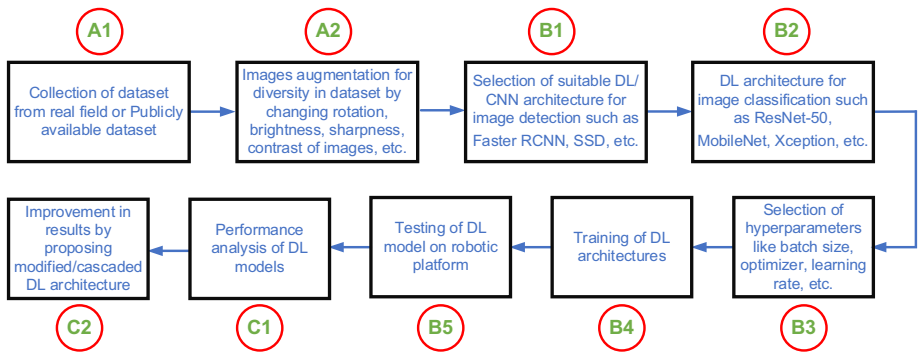 A1
A2
B1
B2
Collection of dataset
from real field or Publicly
available dataset
Images augmentation for
diversity in dataset by
changing rotation,
brightness, sharpness,
contrast of images, etc.
Selection of suitable DL/
CNN architecture for
image detection such as
Faster RCNN, SSD, etc.
DL architecture for
image classification such
as ResNet-50,
MobileNet, Xception, etc.
Improvement in
results by
proposing
modified/cascaded
DL architecture
Performance
analysis of DL
models
Testing of DL
model on robotic
platform
Training of DL
architectures
Selection of
hyperparameters
like batch size,
optimizer, learning
rate, etc.
C2
C1
B5
B4
B3